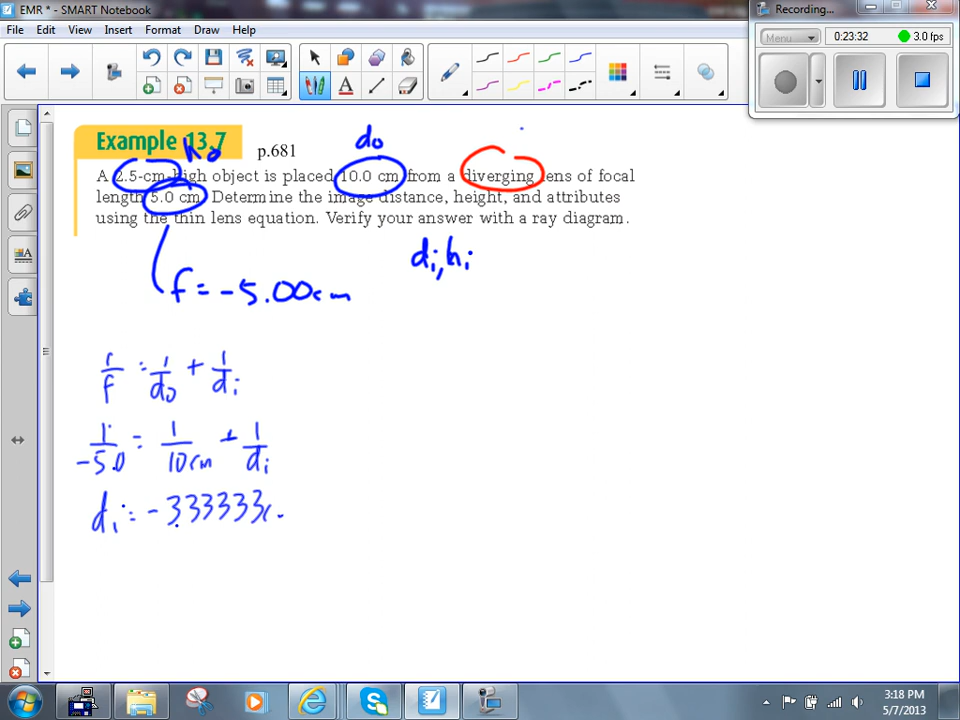 EMR * - SMART Notebook
Recording...
File Edit View Insert Format Draw Help
Menu
0:23:32
3.0 fps
Example 13.7
p.681
ho
do
A 2.5-cm-high object is placed 10.0 cm from a diverging lens of focal
length 5.0 cm. Determine the image distance, height, and attributes
using the thin lens equation. Verify your answer with a ray diagram.
di, hi
f = -5.00cm
1/f = 1/do + 1/di
1/-5.0 = 1/10cm + 1/di
di = -3.33333c
3:18 PM
5/7/2013